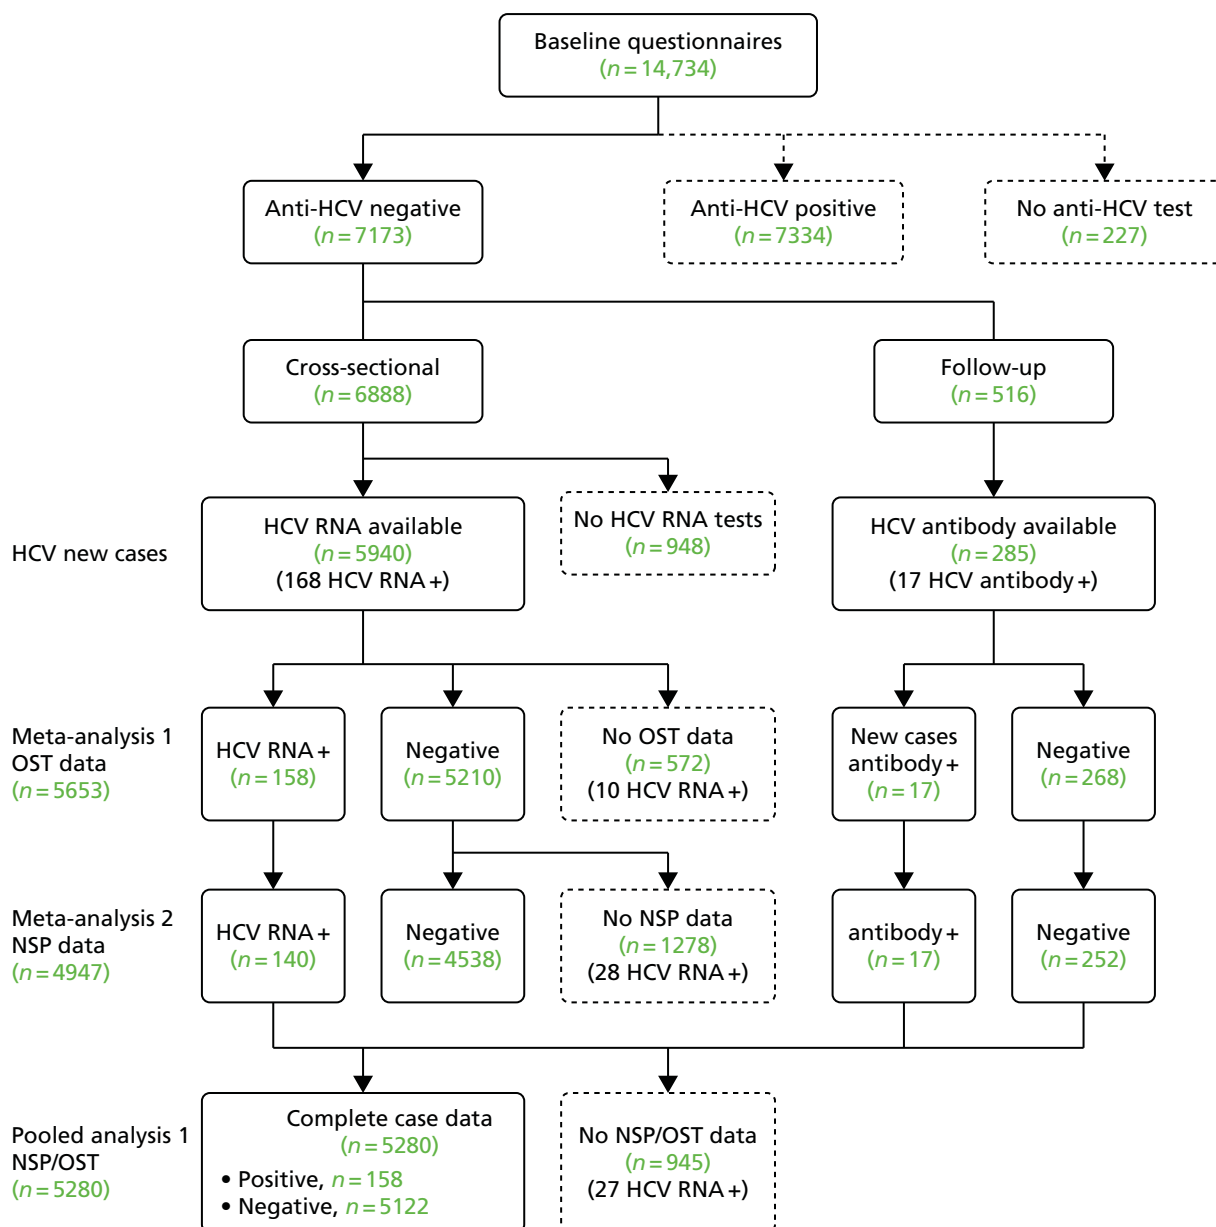 Baseline questionnaires
(n = 14,734)
Anti-HCV negative
(n = 7173)
Anti-HCV positive
(n = 7334)
No anti-HCV test
(n = 227)
Cross-sectional
(n = 6888)
Follow-up
(n = 516)
HCV new cases
HCV RNA available
(n = 5940)
(168 HCV RNA +)
No HCV RNA tests
(n = 948)
HCV antibody available
(n = 285)
(17 HCV antibody +)
Meta-analysis 1
OST data
(n = 5653)
HCV RNA +
(n = 158)
Negative
(n = 5210)
No OST data
(n = 572)
(10 HCV RNA +)
New cases
antibody +
(n = 17)
Negative
(n = 268)
Meta-analysis 2
NSP data
(n = 4947)
HCV RNA +
(n = 140)
Negative
(n = 4538)
No NSP data
(n = 1278)
(28 HCV RNA +)
antibody +
(n = 17)
Negative
(n = 252)
Pooled analysis 1
NSP/OST
(n = 5280)
Complete case data
(n = 5280)
• Positive, n = 158
• Negative, n = 5122
No NSP/OST data
(n = 945)
(27 HCV RNA +)